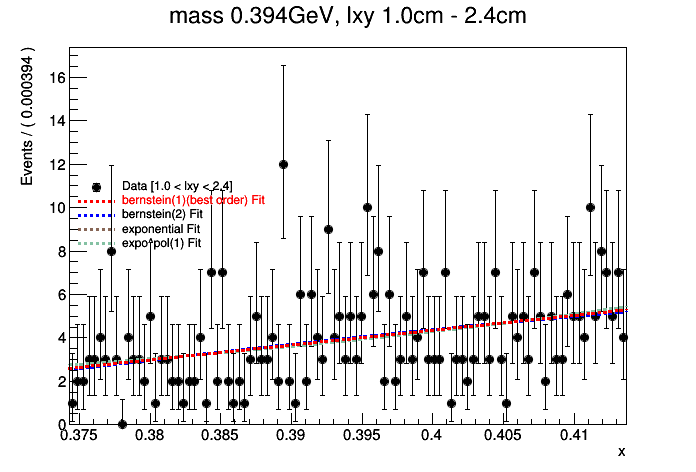 mass 0.394GeV, lxy 1.0cm - 2.4cm
Events / ( 0.000394 )
16
14
12
10
8
6
4
2
0
Data [1.0 < lxy < 2.4]
bernstein(1)(best order) Fit
bernstein(2) Fit
exponential Fit
expo*pol(1) Fit
0.375 0.38 0.385 0.39 0.395 0.4 0.405 0.41
x